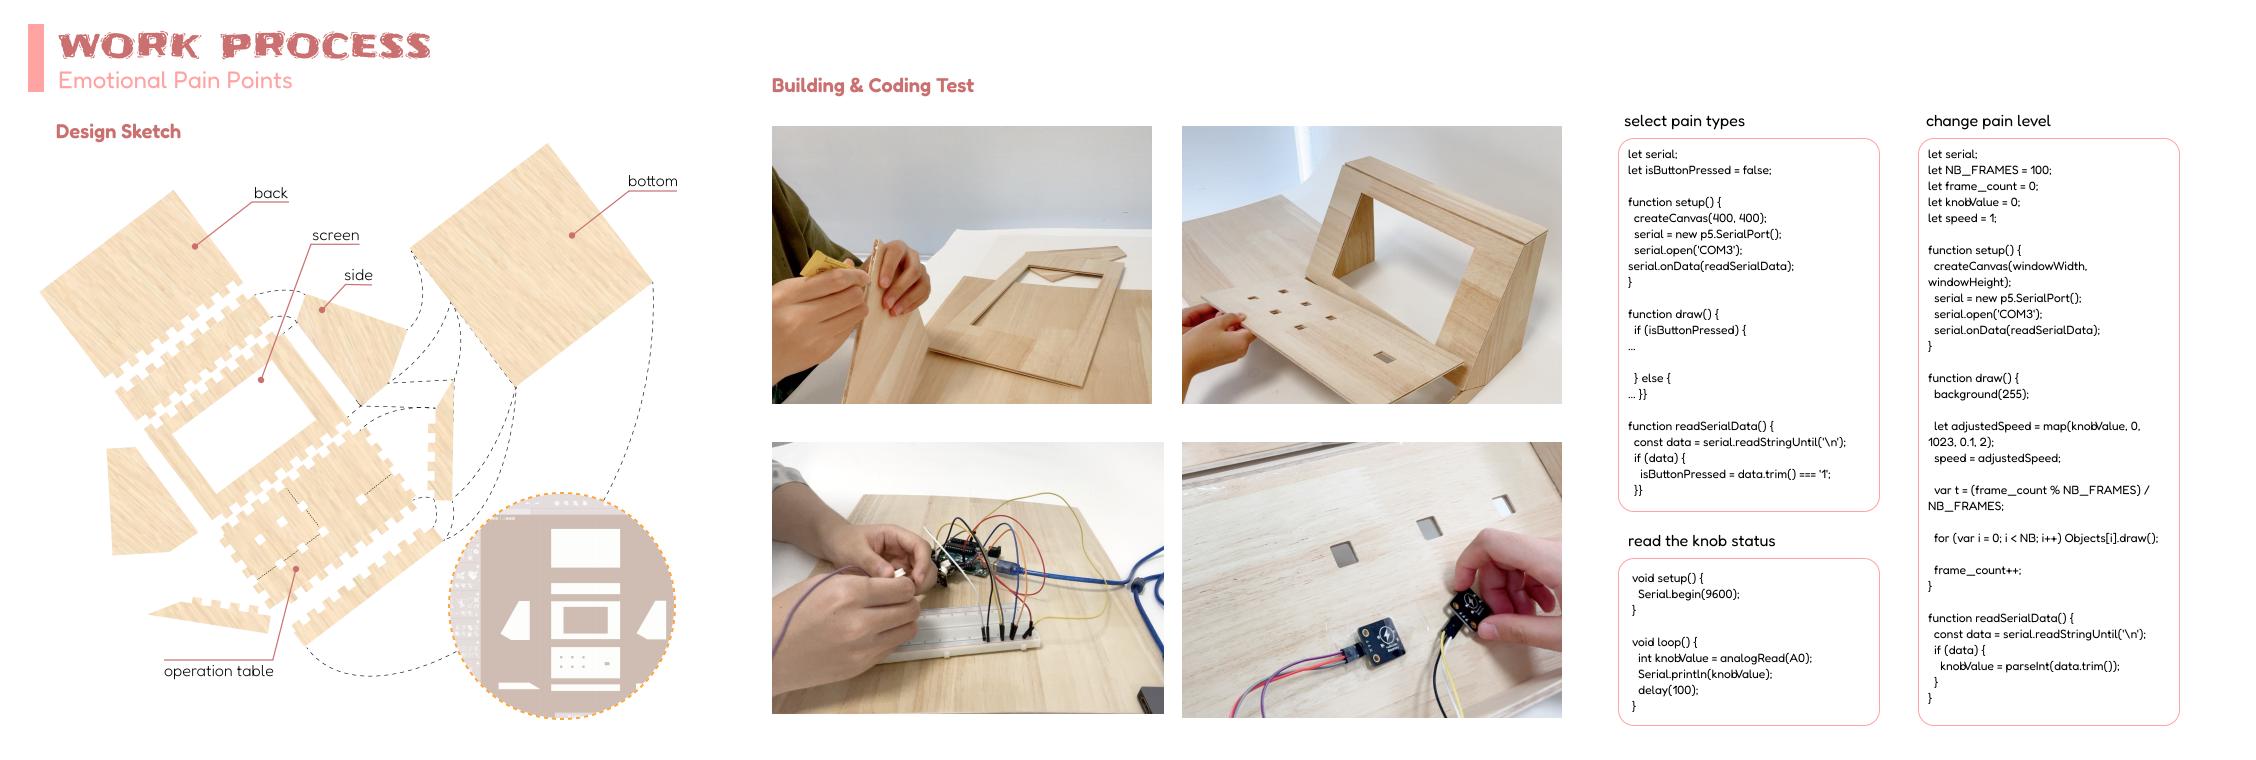 WORK PROCESS
Emotional Pain Points
Design Sketch
back
screen
side
bottom
operation table
Building & Coding Test
select pain types
let serial;
let isButtonPressed = false;
function setup() {
createCanvas(400, 400);
serial = new p5.SerialPort();
serial.open('COM3');
serial.onData(readSerialData);
}
function draw() {
if (isButtonPressed) {
...
} else {
... }}
function readSerialData() {
const data = serial.readStringUntil('\n');
if (data) {
isButtonPressed = data.trim() === '1';
}}
read the knob status
void setup() {
Serial.begin(9600);
}
void loop() {
int knobValue = analogRead(A0);
Serial.println(knobValue);
delay(100);
}
change pain level
let serial;
let NB_FRAMES = 100;
let frame_count = 0;
let knobValue = 0;
let speed = 1;
function setup() {
createCanvas(windowWidth,
windowHeight);
serial = new p5.SerialPort();
serial.open('COM3');
serial.onData(readSerialData);
}
function draw() {
background(255);
let adjustedSpeed = map(knobValue, 0,
1023, 0.1, 2);
speed = adjustedSpeed;
var t = (frame_count % NB_FRAMES) /
NB_FRAMES;
for (var i = 0; i < NB; i++) Objects[i].draw();
frame_count++;
}
function readSerialData() {
const data = serial.readStringUntil('\n');
if (data) {
knobValue = parseInt(data.trim());
}
}